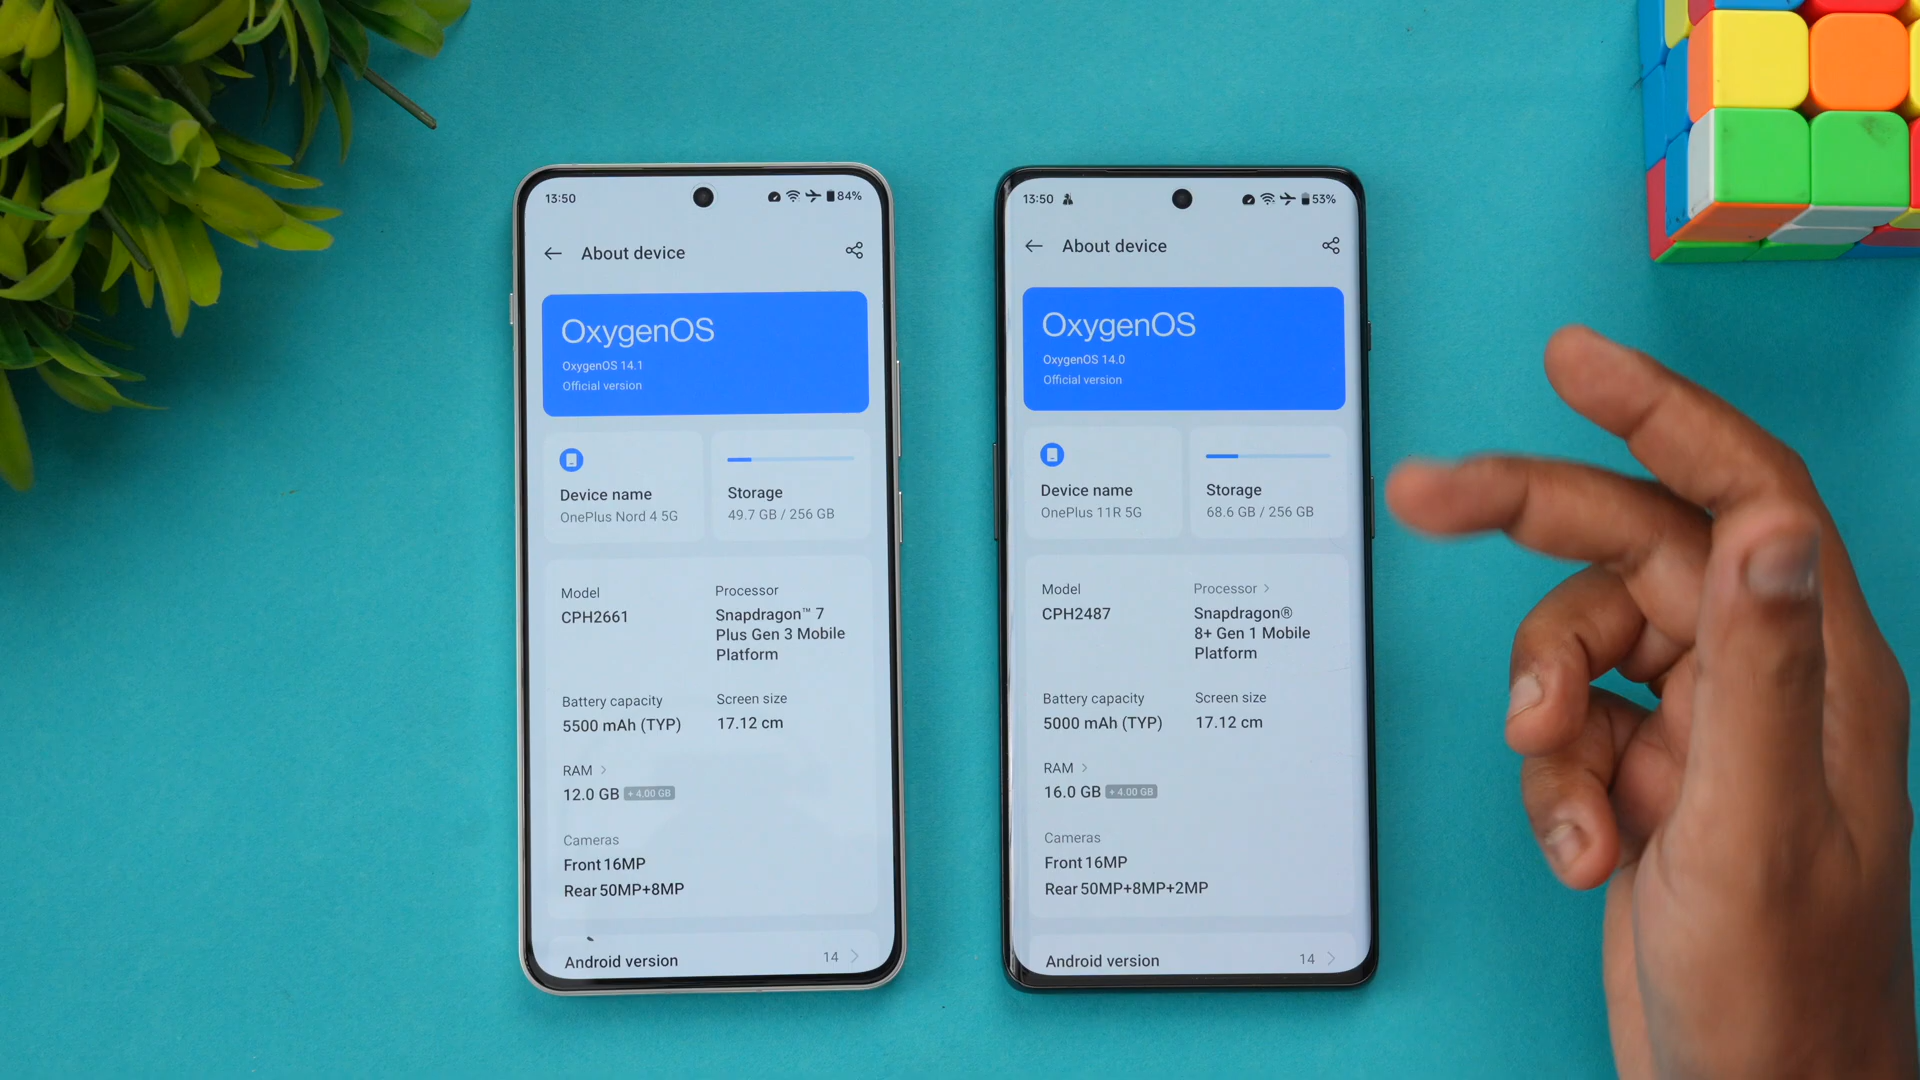 13:50
84%
About device
OxygenOS
OxygenOS 14.1
Official version
Device name
OnePlus Nord 4 5G
Storage
49.7 GB / 256 GB
Model
CPH2661
Processor
Snapdragon™ 7
Plus Gen 3 Mobile
Platform
Battery capacity
5500 mAh (TYP)
Screen size
17.12 cm
RAM >
12.0 GB + 4.00 GB
Cameras
Front 16MP
Rear 50MP+8MP
Android version
14 >
13:50
53%
About device
OxygenOS
OxygenOS 14.0
Official version
Device name
OnePlus 11R 5G
Storage
68.6 GB / 256 GB
Model
CPH2487
Processor >
Snapdragon®
8+ Gen 1 Mobile
Platform
Battery capacity
5000 mAh (TYP)
Screen size
17.12 cm
RAM >
16.0 GB + 4.00 GB
Cameras
Front 16MP
Rear 50MP+8MP+2MP
Android version
14 >